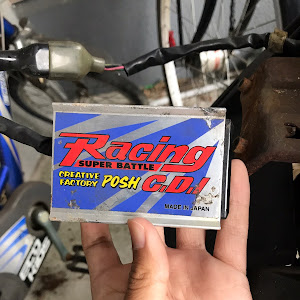 Racing
SUPER BATTLE
CREATIVE
FACTORY POSH C.D.I
MADE IN JAPAN